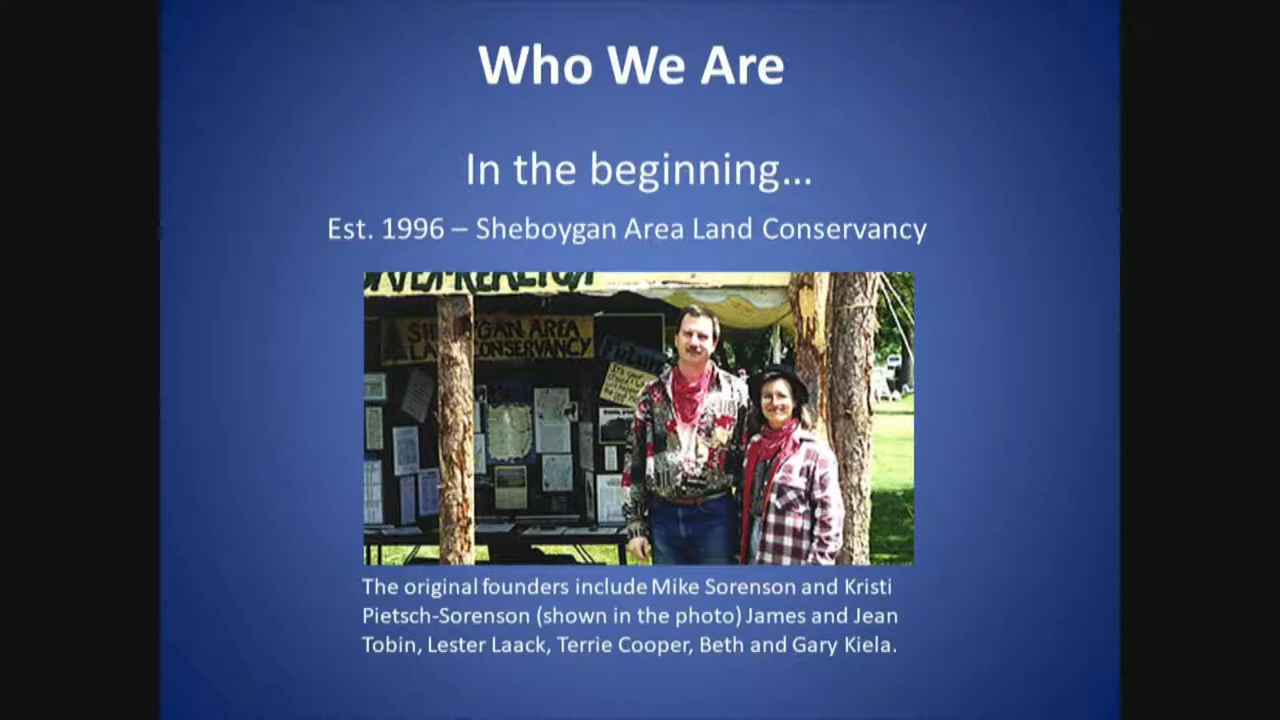 Who We Are
In the beginning...
Est. 1996 – Sheboygan Area Land Conservancy
SHEBOYGAN AREA
LAND CONSERVANCY
The original founders include Mike Sorenson and Kristi
Pietsch-Sorenson (shown in the photo) James and Jean
Tobin, Lester Laack, Terrie Cooper, Beth and Gary Kiela.